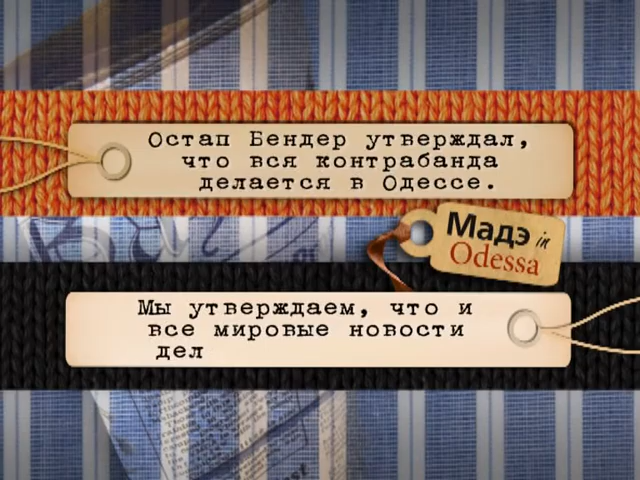 Остап Бендер утверждал,
что вся контрабанда
делается в Одессе.
Мадэ in
Odessa
Мы утверждаем, что и
все мировые новости
дел